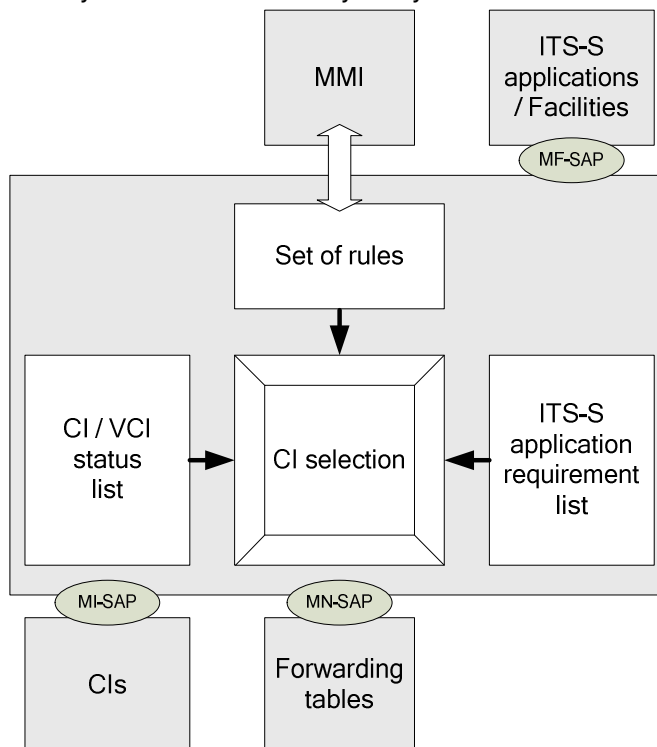 MMI
ITS-S
applications
/ Facilities
MF-SAP
Set of rules
CI / VCI
status
list
CI selection
ITS-S
application
requirement
list
MI-SAP
MN-SAP
CIs
Forwarding
tables